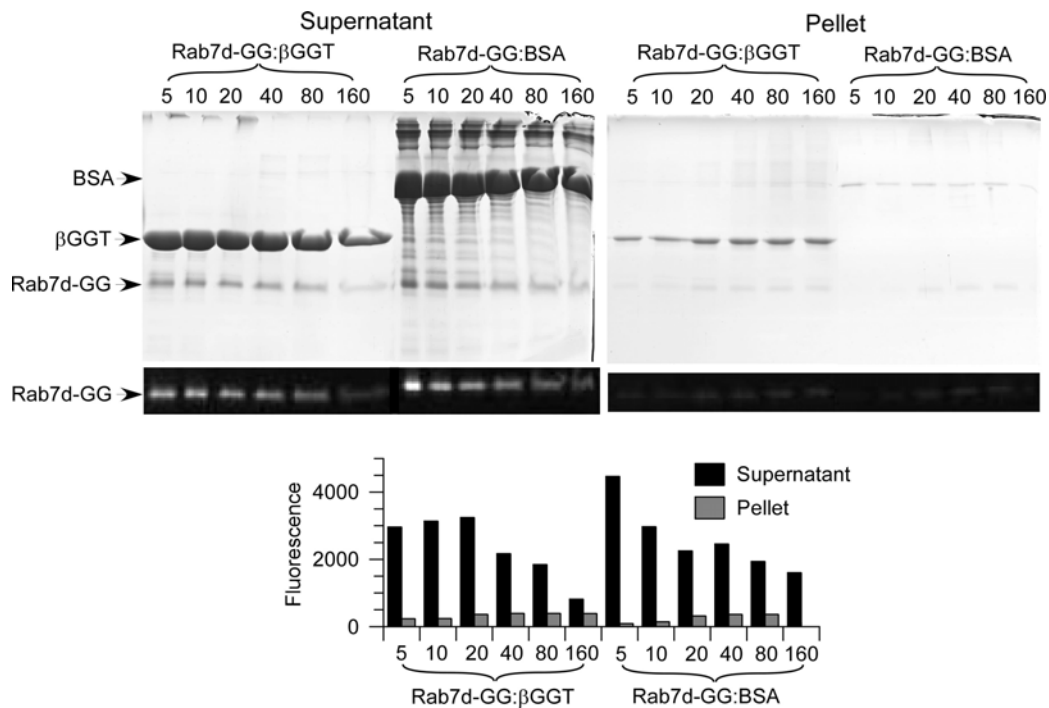 Supernatant
Pellet
Rab7d-GG:βGGT
Rab7d-GG:BSA
Rab7d-GG:βGGT
Rab7d-GG:BSA
5 10 20 40 80 160
5 10 20 40 80 160
5 10 20 40 80 160
5 10 20 40 80 160
BSA
βGGT
Rab7d-GG
Rab7d-GG
Fluorescence
4000
2000
0
Supernatant
Pellet
5 10 20 40 80 160
5 10 20 40 80 160
Rab7d-GG:βGGT
Rab7d-GG:BSA